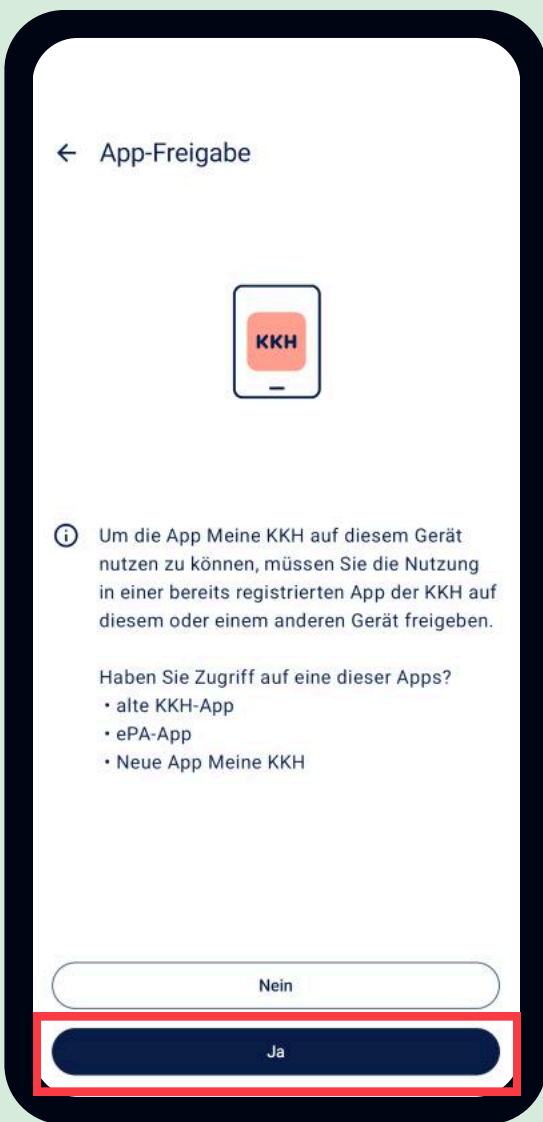 ← App-Freigabe
KKH
Um die App Meine KKH auf diesem Gerät
nutzen zu können, müssen Sie die Nutzung
in einer bereits registrierten App der KKH auf
diesem oder einem anderen Gerät freigeben.
Haben Sie Zugriff auf eine dieser Apps?
• alte KKH-App
• ePA-App
• Neue App Meine KKH
Nein
Ja